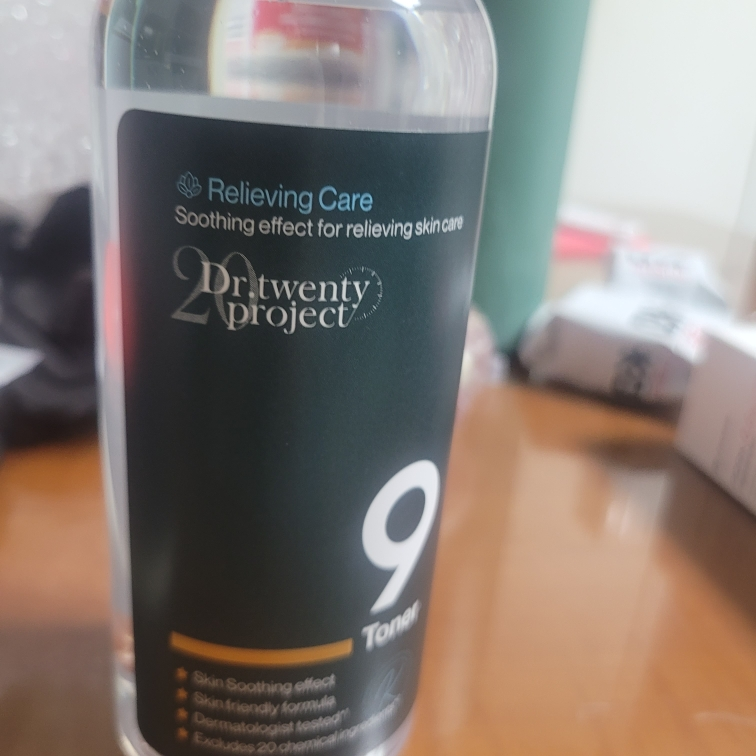 Relieving Care
Soothing effect for relieving skin care
20
Dr.twenty
project
9
Toner
Skin Soothing effect
Skin friendly formula
Dermatologist tested
Excludes 20 chemical ingredients